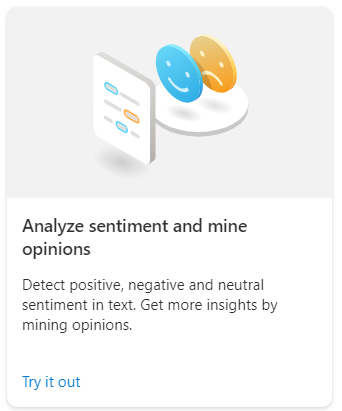 Analyze sentiment and mine
opinions
Detect positive, negative and neutral
sentiment in text. Get more insights by
mining opinions.
Try it out